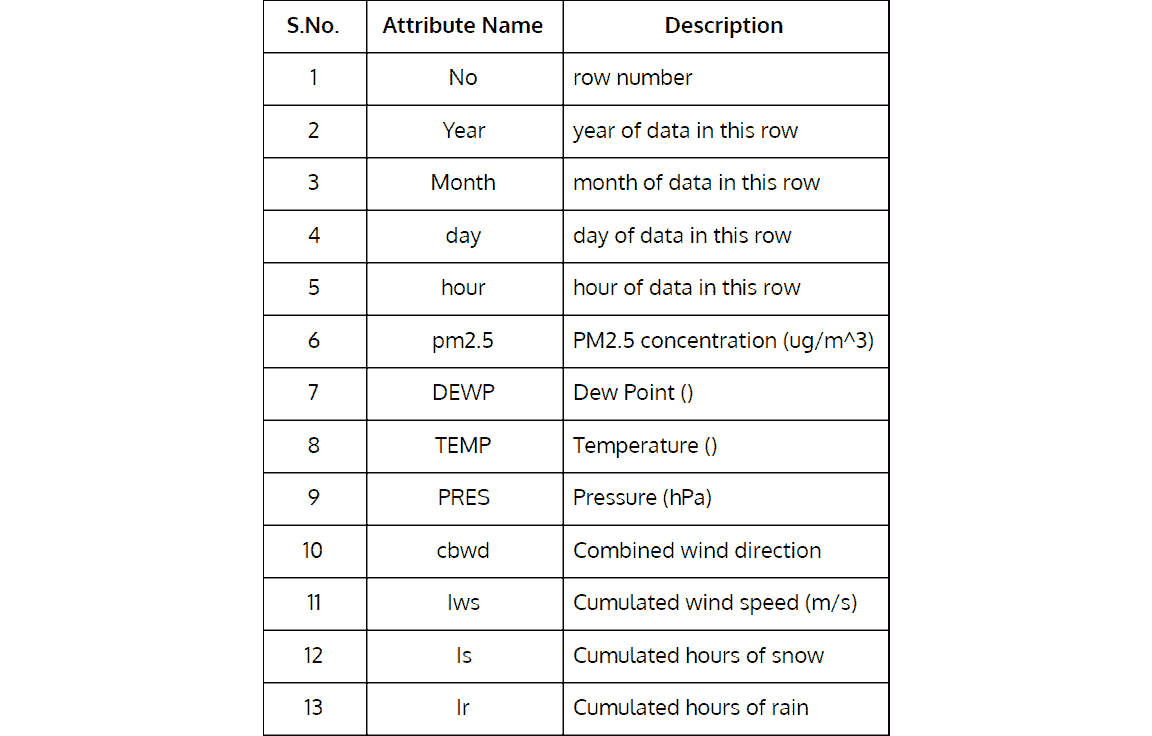 S.No. Attribute Name Description
1 No row number
2 Year year of data in this row
3 Month month of data in this row
4 day day of data in this row
5 hour hour of data in this row
6 pm2.5 PM2.5 concentration (ug/m^3)
7 DEWP Dew Point ()
8 TEMP Temperature ()
9 PRES Pressure (hPa)
10 cbwd Combined wind direction
11 Iws Cumulated wind speed (m/s)
12 Is Cumulated hours of snow
13 Ir Cumulated hours of rain